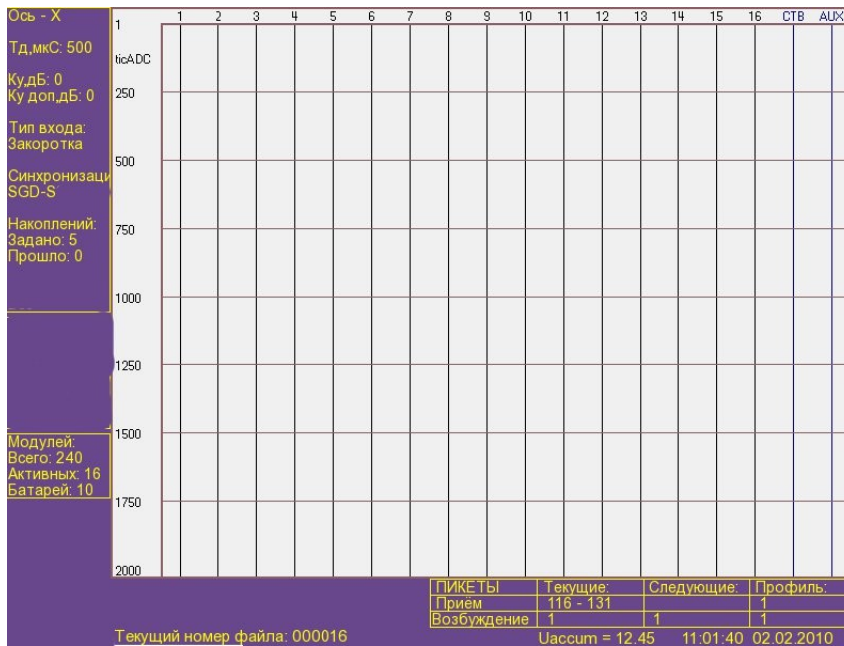 Ось - X
Тд,мкС: 500
Ку,дБ: 0
Ку доп,дБ: 0
Тип входа:
Закоротка
Синхронизаци
SGD-S
Накоплений:
Задано: 5
Прошло: 0
Модулей:
Всего: 240
Активных: 16
Батарей: 10
1 2 3 4 5 6 7 8 9 10 11 12 13 14 15 16 СТВ AUX
1
ticADC
250
500
750
1000
1250
1500
1750
2000
ПИКЕТЫ Текущие: Следующие: Профиль:
Приём 116 - 131 1
Возбуждение 1 1 1
Текущий номер файла: 000016
Uaccum = 12.45 11:01:40 02.02.2010